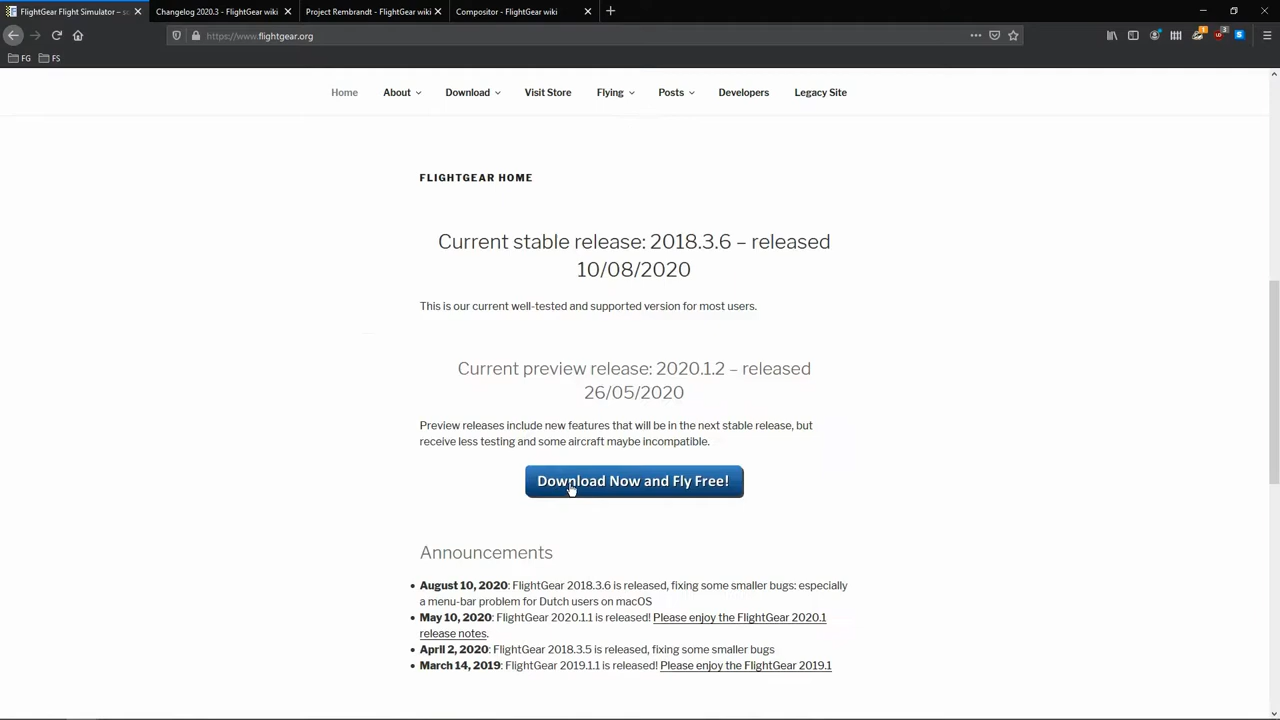 FlightGear Flight Simulator – so
Changelog 2020.3 - FlightGear wiki
Project Rembrandt - FlightGear wiki
Compositor - FlightGear wiki
https://www.flightgear.org
FG
FS
Home
About
Download
Visit Store
Flying
Posts
Developers
Legacy Site
FLIGHTGEAR HOME
Current stable release: 2018.3.6 – released
10/08/2020
This is our current well-tested and supported version for most users.
Current preview release: 2020.1.2 – released
26/05/2020
Preview releases include new features that will be in the next stable release, but
receive less testing and some aircraft maybe incompatible.
Download Now and Fly Free!
Announcements
August 10, 2020: FlightGear 2018.3.6 is released, fixing some smaller bugs: especially
a menu-bar problem for Dutch users on macOS
May 10, 2020: FlightGear 2020.1.1 is released! Please enjoy the FlightGear 2020.1
release notes.
April 2, 2020: FlightGear 2018.3.5 is released, fixing some smaller bugs
March 14, 2019: FlightGear 2019.1.1 is released! Please enjoy the FlightGear 2019.1